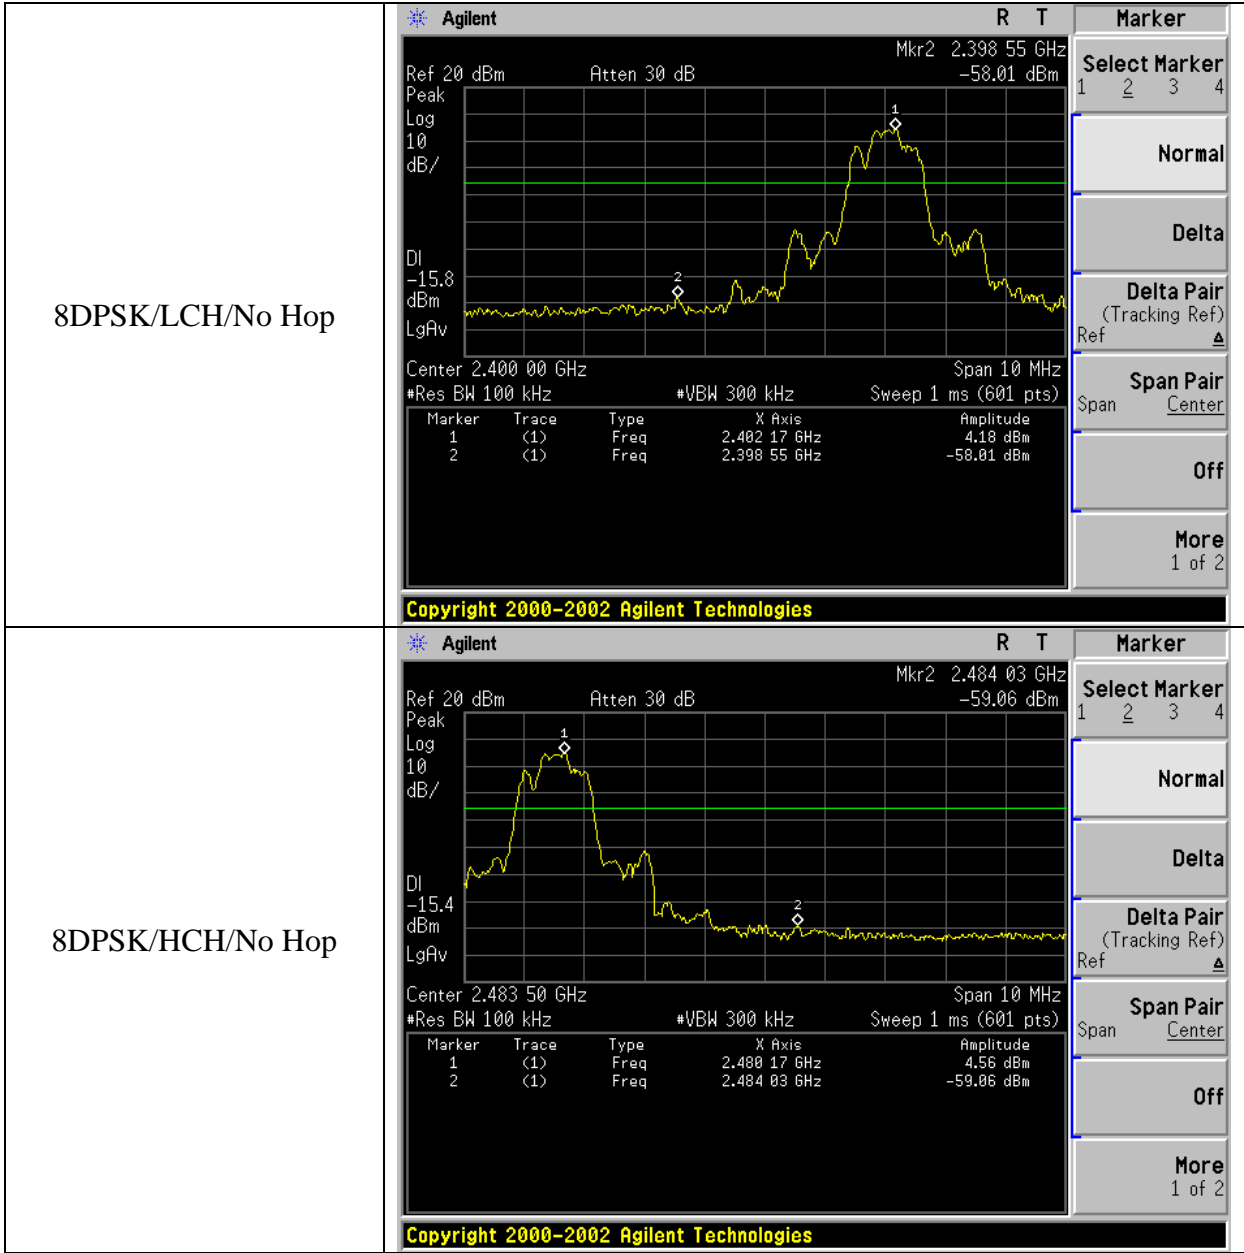 8DPSK/LCH/No Hop
Agilent R T
Mkr2 2.398 55 GHz
Ref 20 dBm Atten 30 dB -58.01 dBm
Peak
Log
10
dB/
1
2
DI
-15.8
dBm
LgAv
Center 2.400 00 GHz Span 10 MHz
#Res BW 100 kHz #VBW 300 kHz Sweep 1 ms (601 pts)
Marker Trace Type X Axis Amplitude
1 (1) Freq 2.402 17 GHz 4.18 dBm
2 (1) Freq 2.398 55 GHz -58.01 dBm
Copyright 2000-2002 Agilent Technologies
Marker
Select Marker
1 2 3 4
Normal
Delta
Delta Pair
(Tracking Ref)
Ref Δ
Span Pair
Span Center
Off
More
1 of 2
8DPSK/HCH/No Hop
Agilent R T
Mkr2 2.484 03 GHz
Ref 20 dBm Atten 30 dB -59.06 dBm
Peak
Log
10
dB/
1
2
DI
-15.4
dBm
LgAv
Center 2.483 50 GHz Span 10 MHz
#Res BW 100 kHz #VBW 300 kHz Sweep 1 ms (601 pts)
Marker Trace Type X Axis Amplitude
1 (1) Freq 2.480 17 GHz 4.56 dBm
2 (1) Freq 2.484 03 GHz -59.06 dBm
Copyright 2000-2002 Agilent Technologies
Marker
Select Marker
1 2 3 4
Normal
Delta
Delta Pair
(Tracking Ref)
Ref Δ
Span Pair
Span Center
Off
More
1 of 2